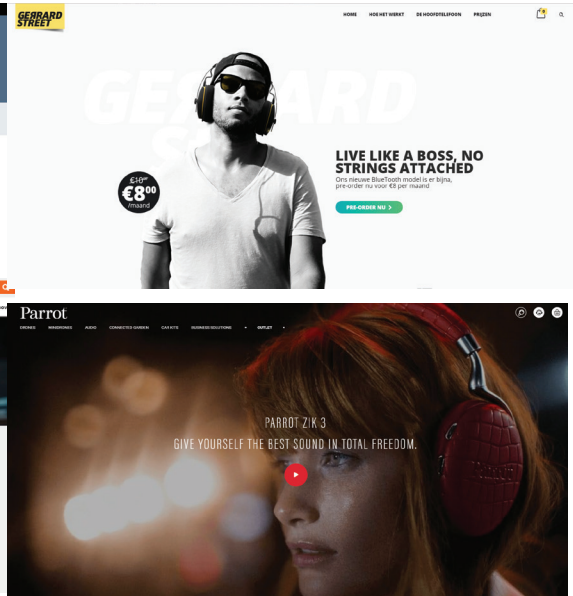 GERRARD
STREET
HOME HOE HET WERKT DE HOOFDTELEFOON PRIJZEN
GERRARD
LIVE LIKE A BOSS, NO
STRINGS ATTACHED
Ons nieuwe BlueTooth model is er bijna,
pre-order nu voor €8 per maand
€8⁰⁰
/maand
PRE-ORDER NU >
Parrot
DRONES MINIDRONES AUDIO CONNECTED GARDEN CAR KITS BUSINESS SOLUTIONS OUTLET
PARROT ZIK 3
GIVE YOURSELF THE BEST SOUND IN TOTAL FREEDOM.